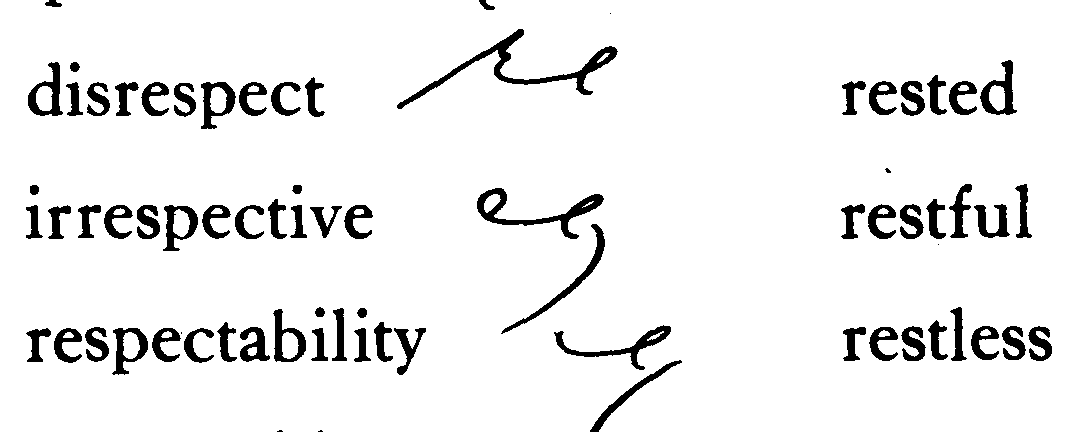 disrespect rested
irrespective restful
respectability restless